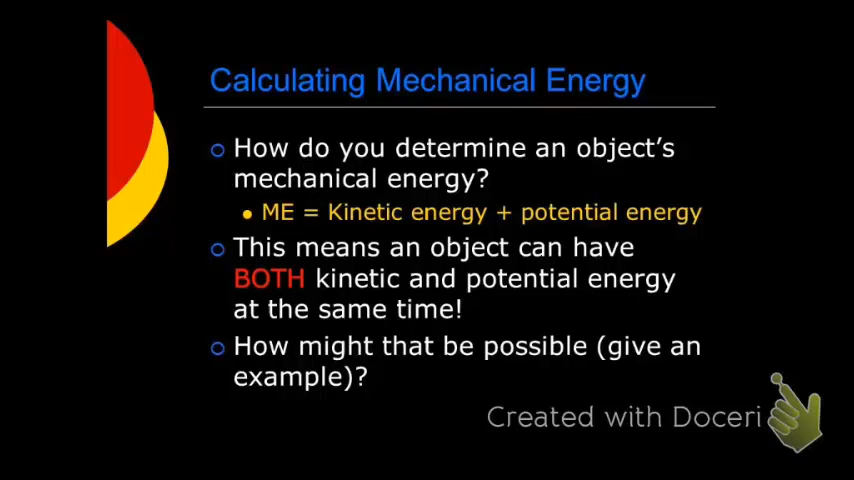 Calculating Mechanical Energy
How do you determine an object's
mechanical energy?
ME = Kinetic energy + potential energy
This means an object can have
BOTH kinetic and potential energy
at the same time!
How might that be possible (give an
example)?
Created with Doceri